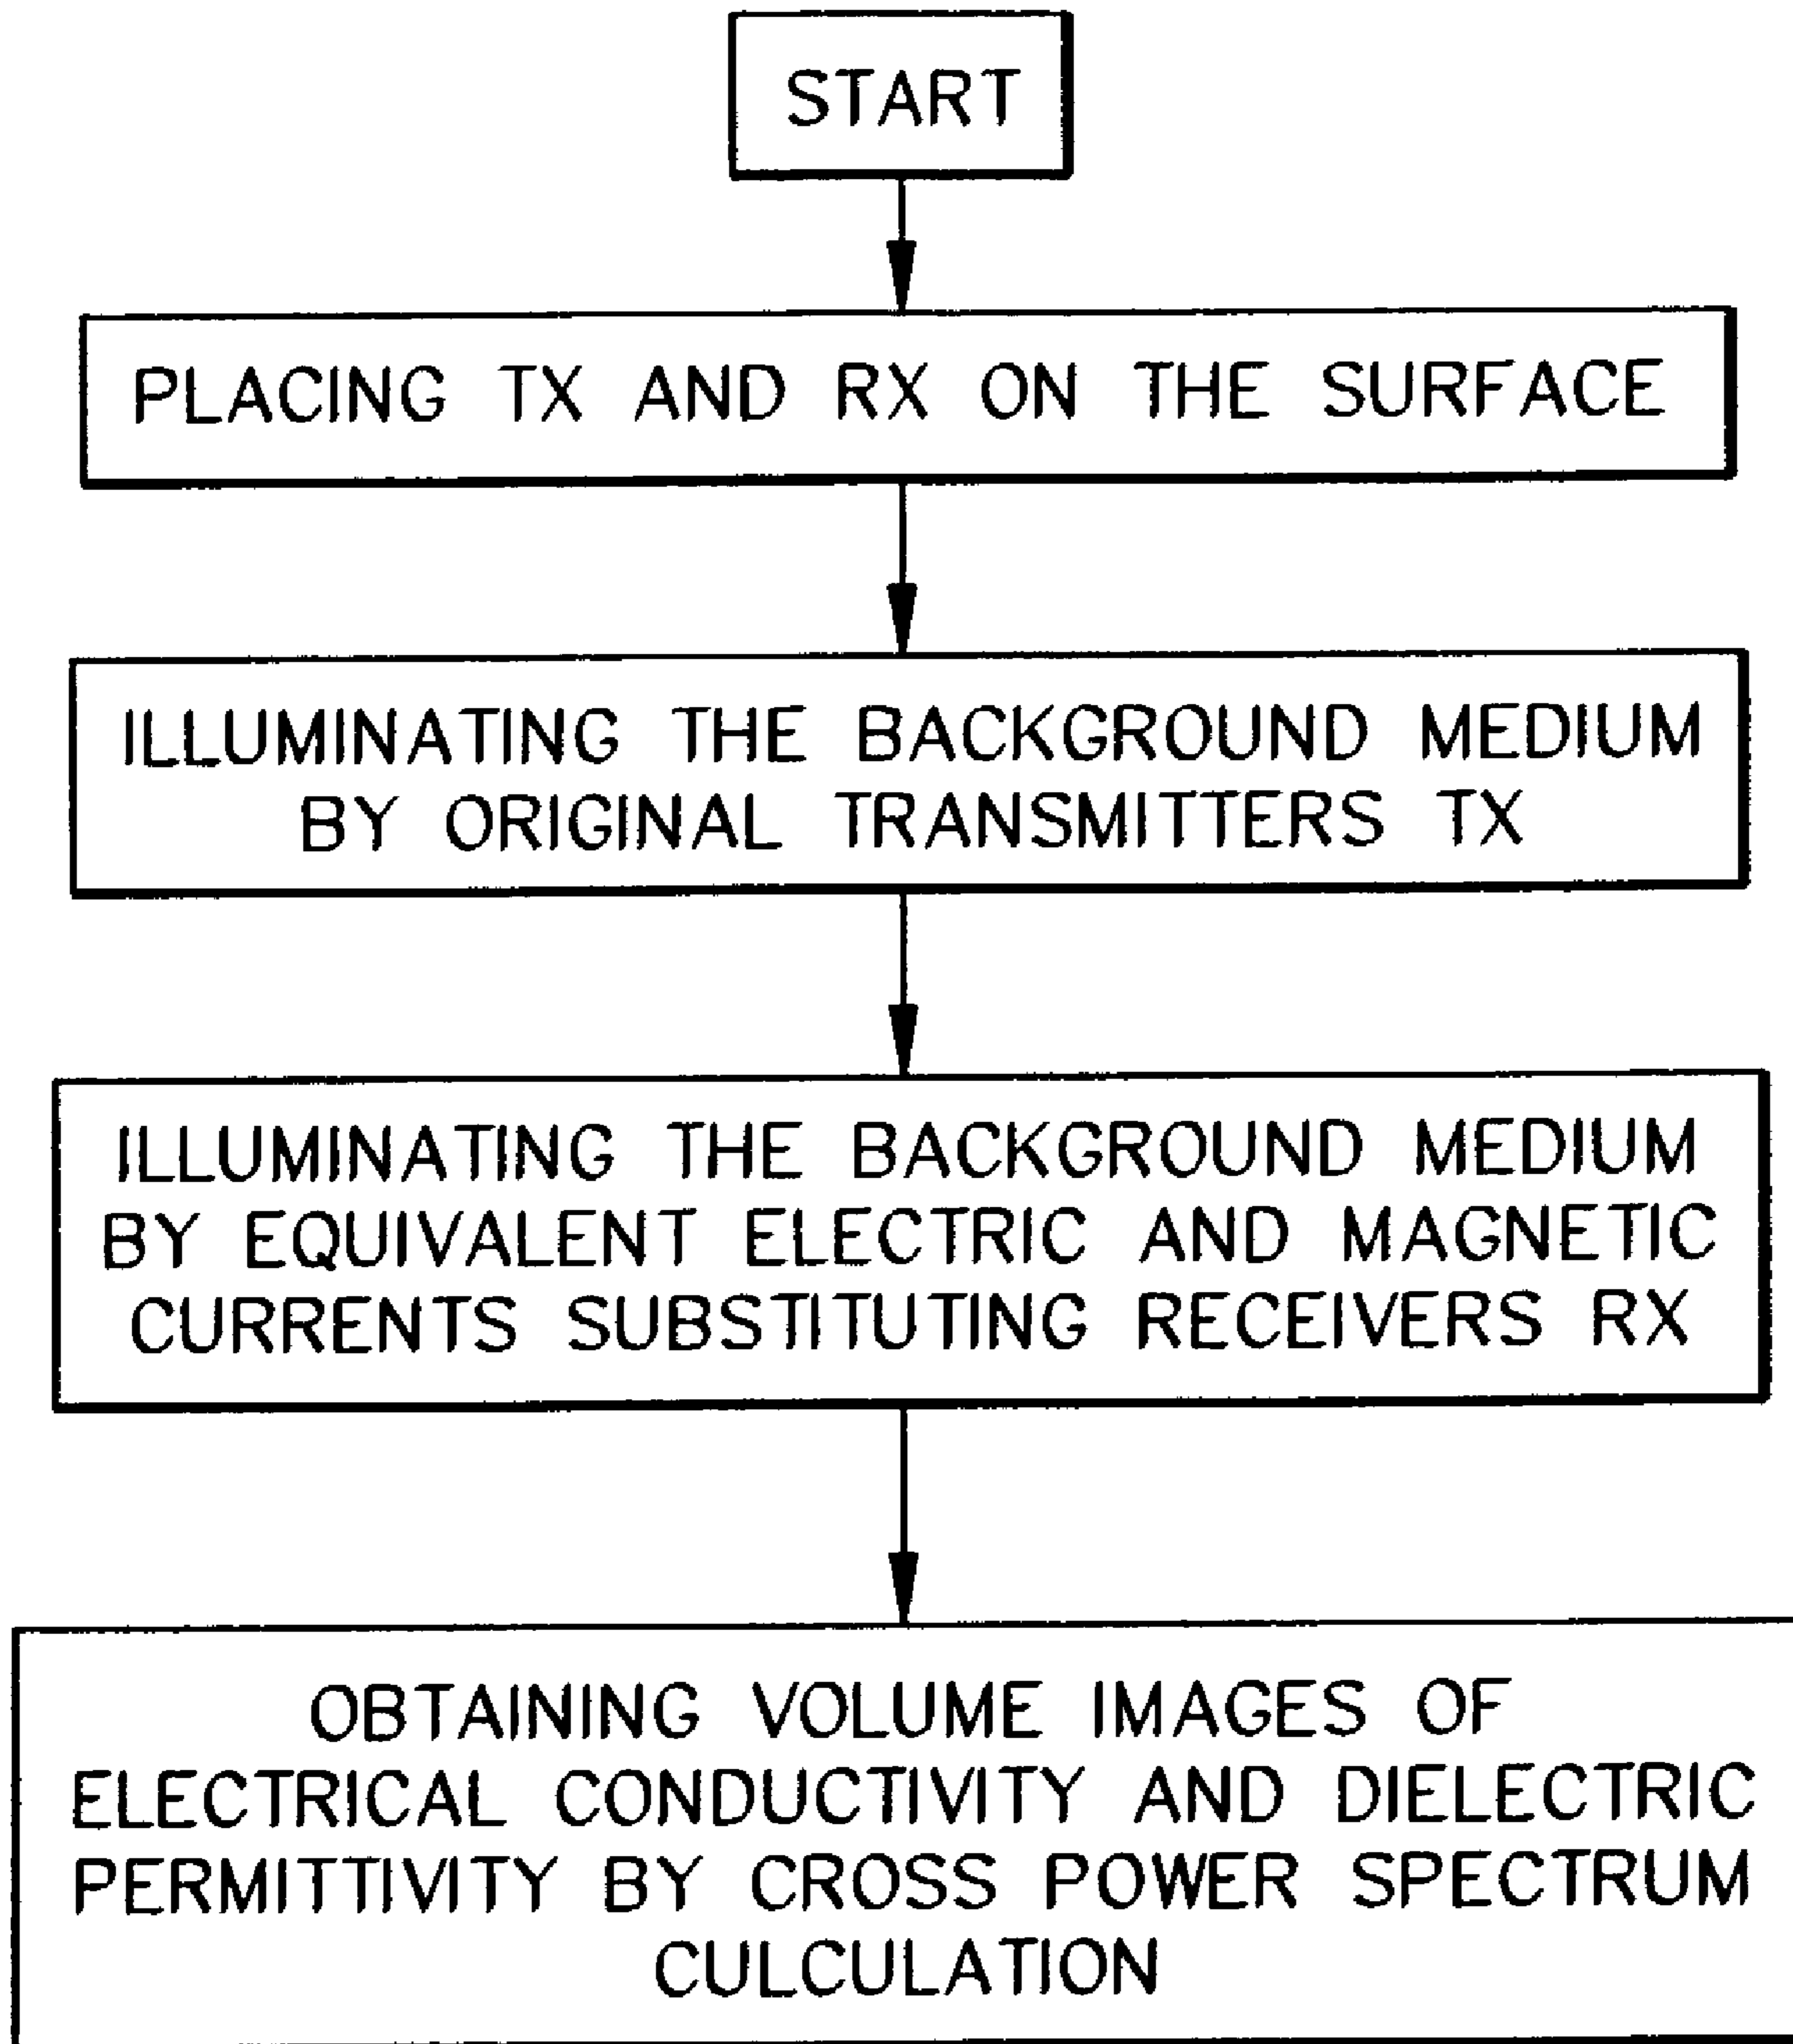 START
PLACING TX AND RX ON THE SURFACE
ILLUMINATING THE BACKGROUND MEDIUM
BY ORIGINAL TRANSMITTERS TX
ILLUMINATING THE BACKGROUND MEDIUM
BY EQUIVALENT ELECTRIC AND MAGNETIC
CURRENTS SUBSTITUTING RECEIVERS RX
OBTAINING VOLUME IMAGES OF
ELECTRICAL CONDUCTIVITY AND DIELECTRIC
PERMITTIVITY BY CROSS POWER SPECTRUM
CULCULATION